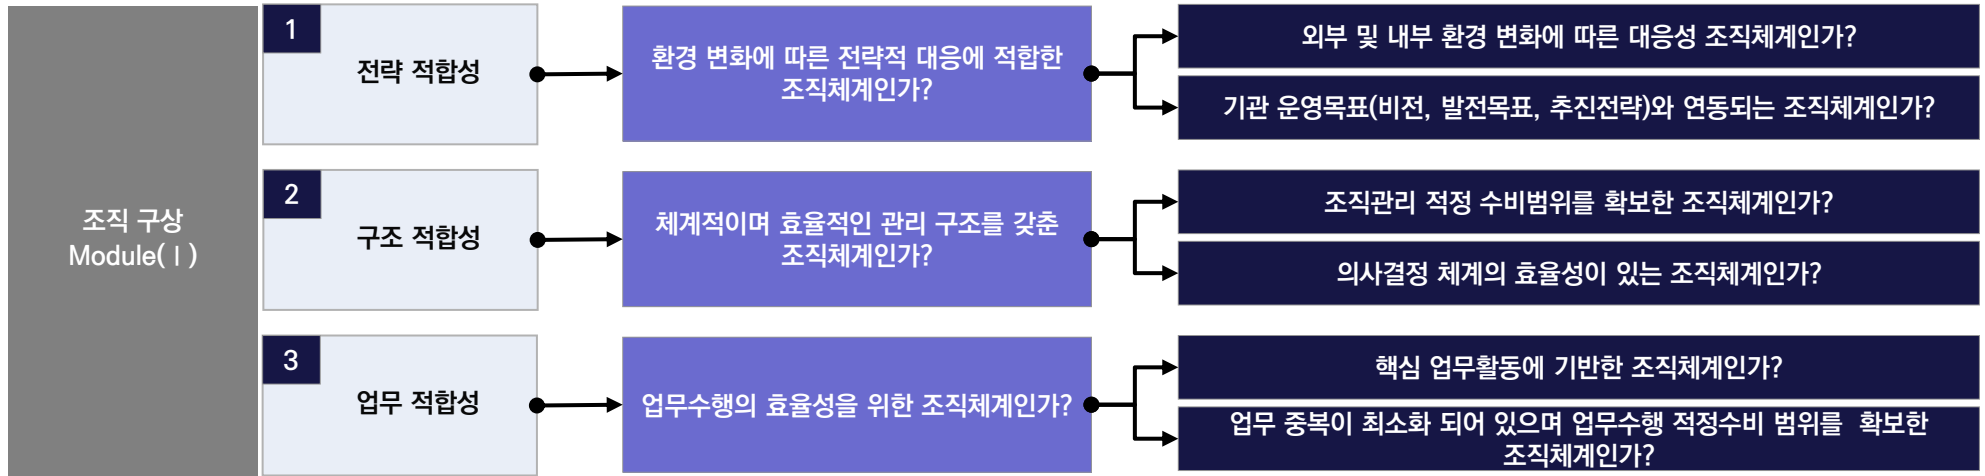 조직 구상
Module(Ⅰ)
1
전략 적합성
환경 변화에 따른 전략적 대응에 적합한
조직체계인가?
외부 및 내부 환경 변화에 따른 대응성 조직체계인가?
기관 운영목표(비전, 발전목표, 추진전략)와 연동되는 조직체계인가?
2
구조 적합성
체계적이며 효율적인 관리 구조를 갖춘
조직체계인가?
조직관리 적정 수비범위를 확보한 조직체계인가?
의사결정 체계의 효율성이 있는 조직체계인가?
3
업무 적합성
업무수행의 효율성을 위한 조직체계인가?
핵심 업무활동에 기반한 조직체계인가?
업무 중복이 최소화 되어 있으며 업무수행 적정수비 범위를 확보한
조직체계인가?